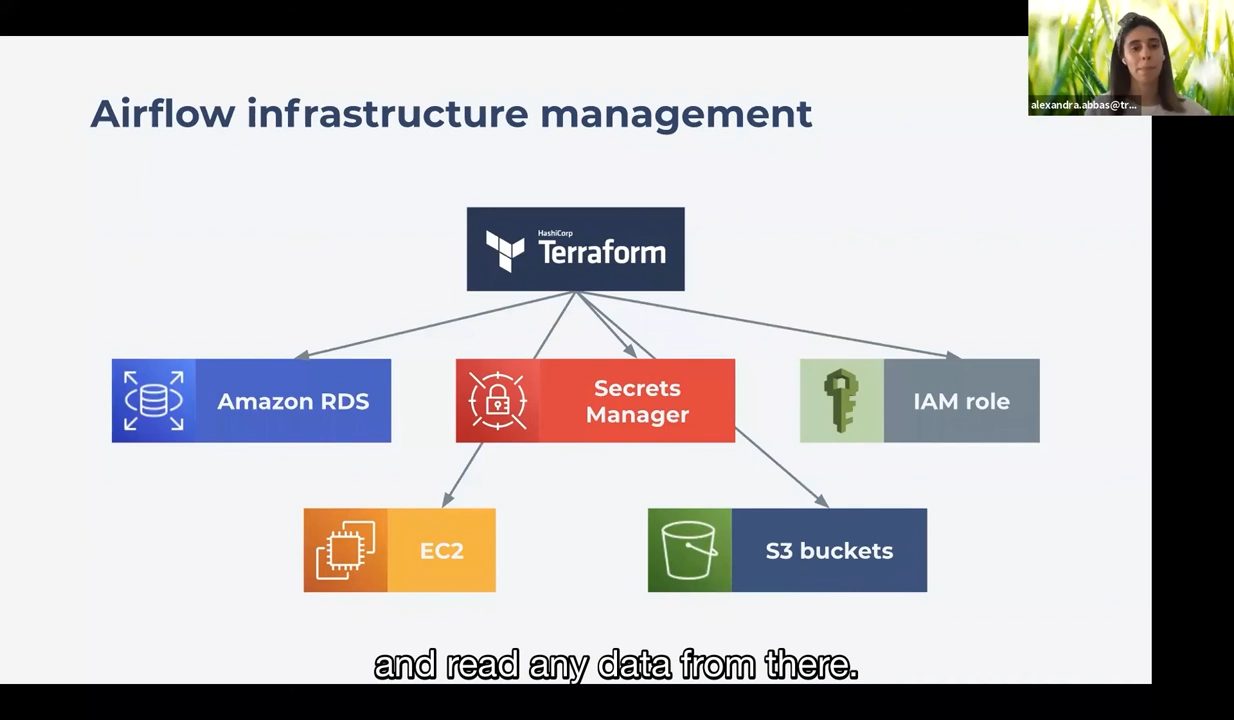 alexandra.abbas@tr...
Airflow infrastructure management
HashiCorp
Terraform
Amazon RDS
Secrets
Manager
IAM role
EC2
S3 buckets
and read any data from there.